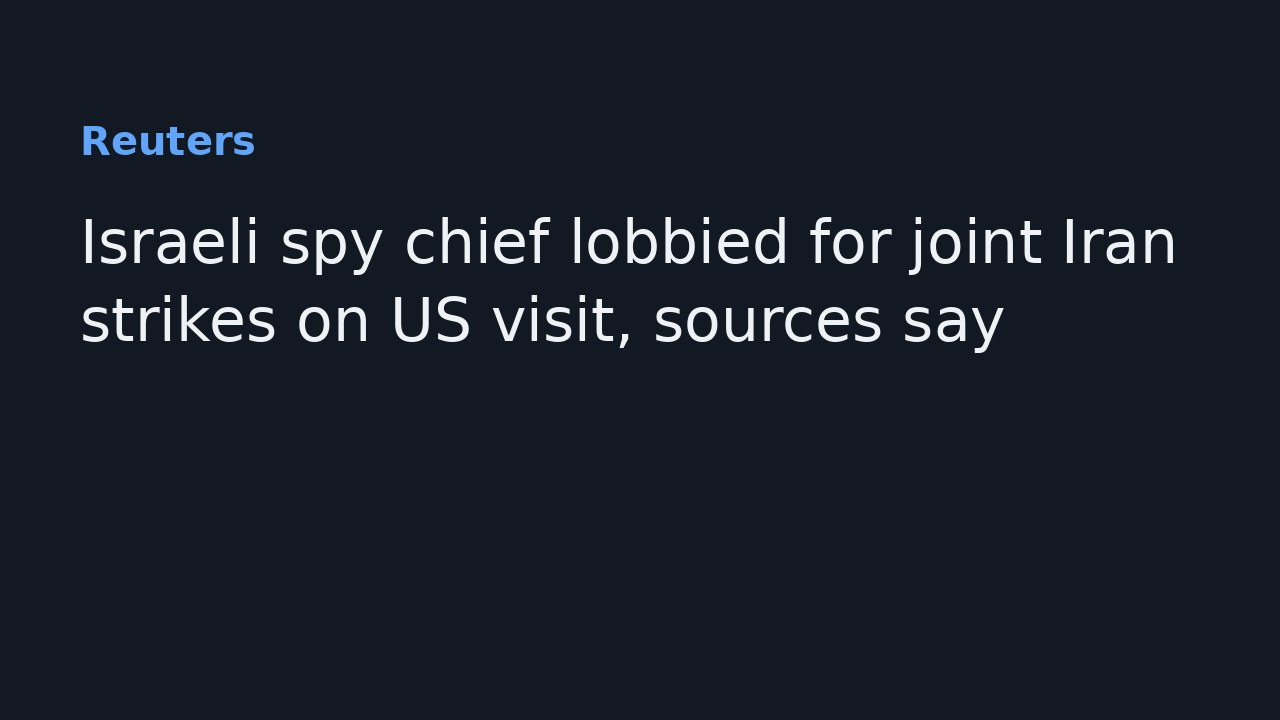 Reuters
Israeli spy chief lobbied for joint Iran
strikes on US visit, sources say